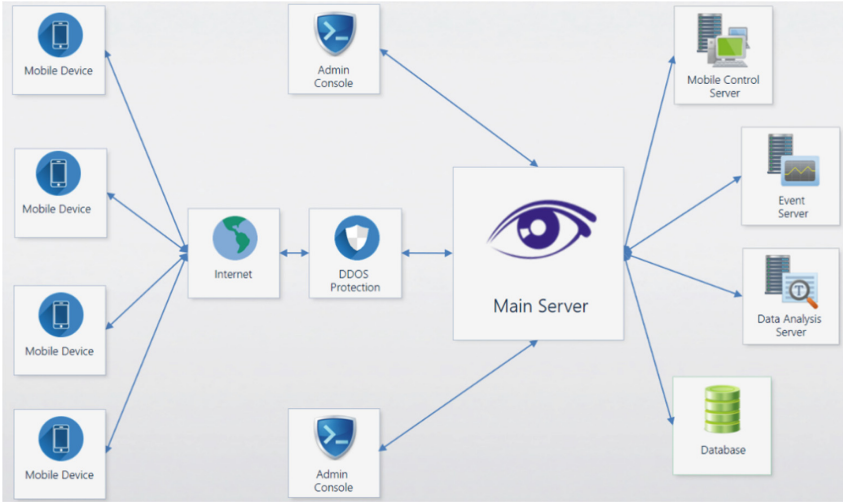 Mobile Device
Admin
Console
Mobile Control
Server
Mobile Device
Event
Server
Internet
DDOS
Protection
Main Server
Data Analysis
Server
Mobile Device
Mobile Device
Admin
Console
Database